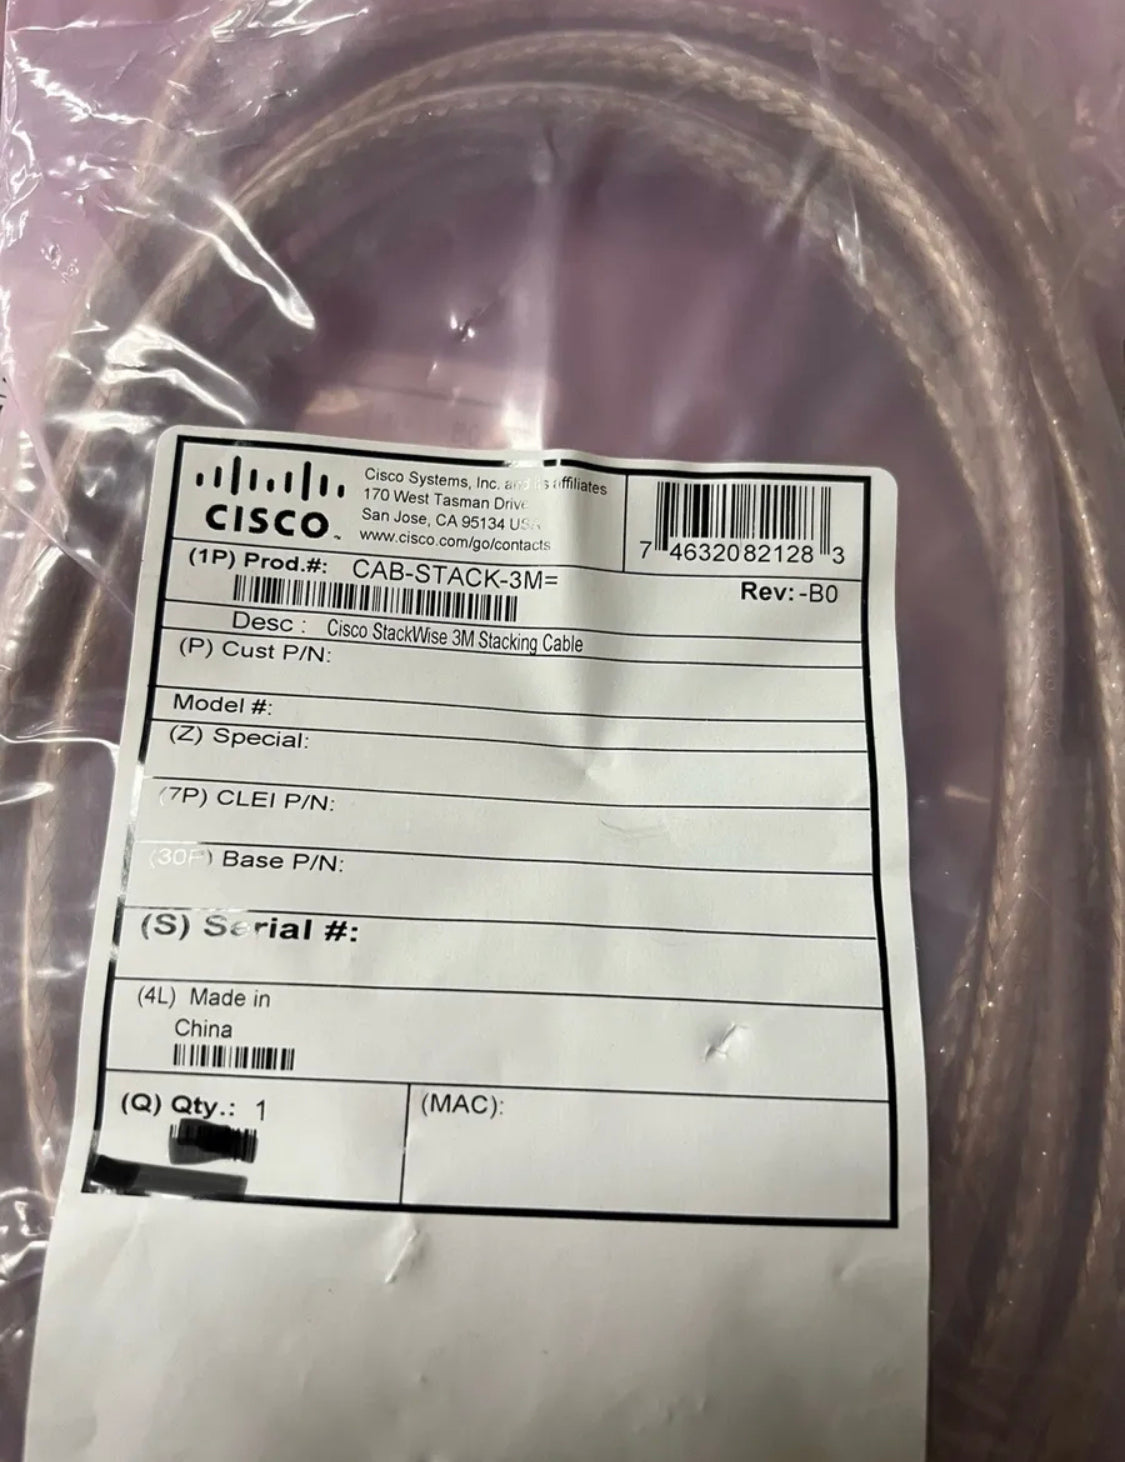 CISCO
Cisco Systems, Inc. and its affiliates
170 West Tasman Drive
San Jose, CA 95134 USA
www.cisco.com/go/contacts
7 46320 82128 3
(1P) Prod.#: CAB-STACK-3M=
Rev: -B0
Desc : Cisco StackWise 3M Stacking Cable
(P) Cust P/N:
Model #:
(Z) Special:
(7P) CLEI P/N:
(30P) Base P/N:
(S) Serial #:
(4L) Made in
China
(Q) Qty.: 1
(MAC):